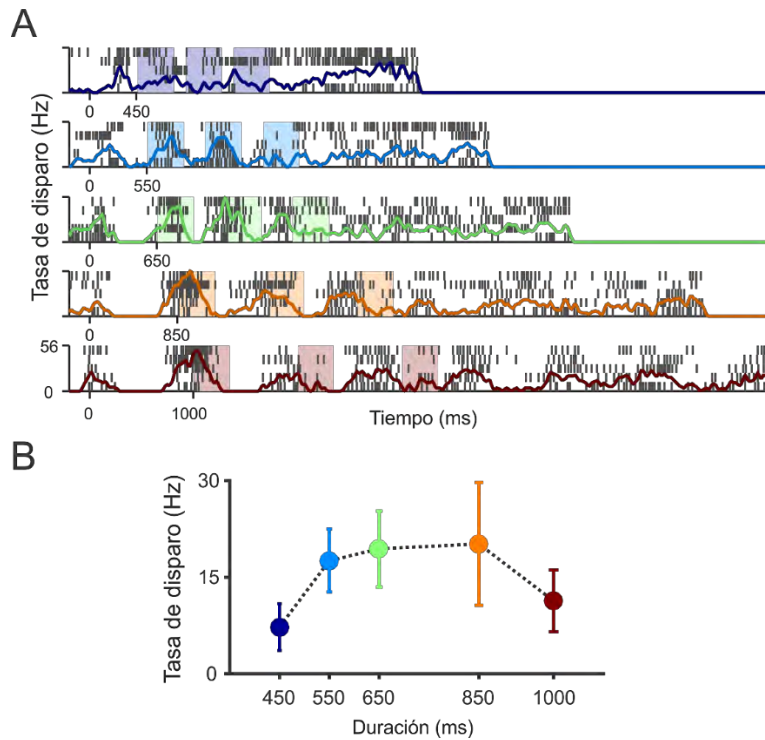 A
Tasa de disparo (Hz)
0 450
0 550
0 650
0 850
56
0
0 1000 Tiempo (ms)
B
Tasa de disparo (Hz)
30
15
0
450 550 650 850 1000
Duración (ms)